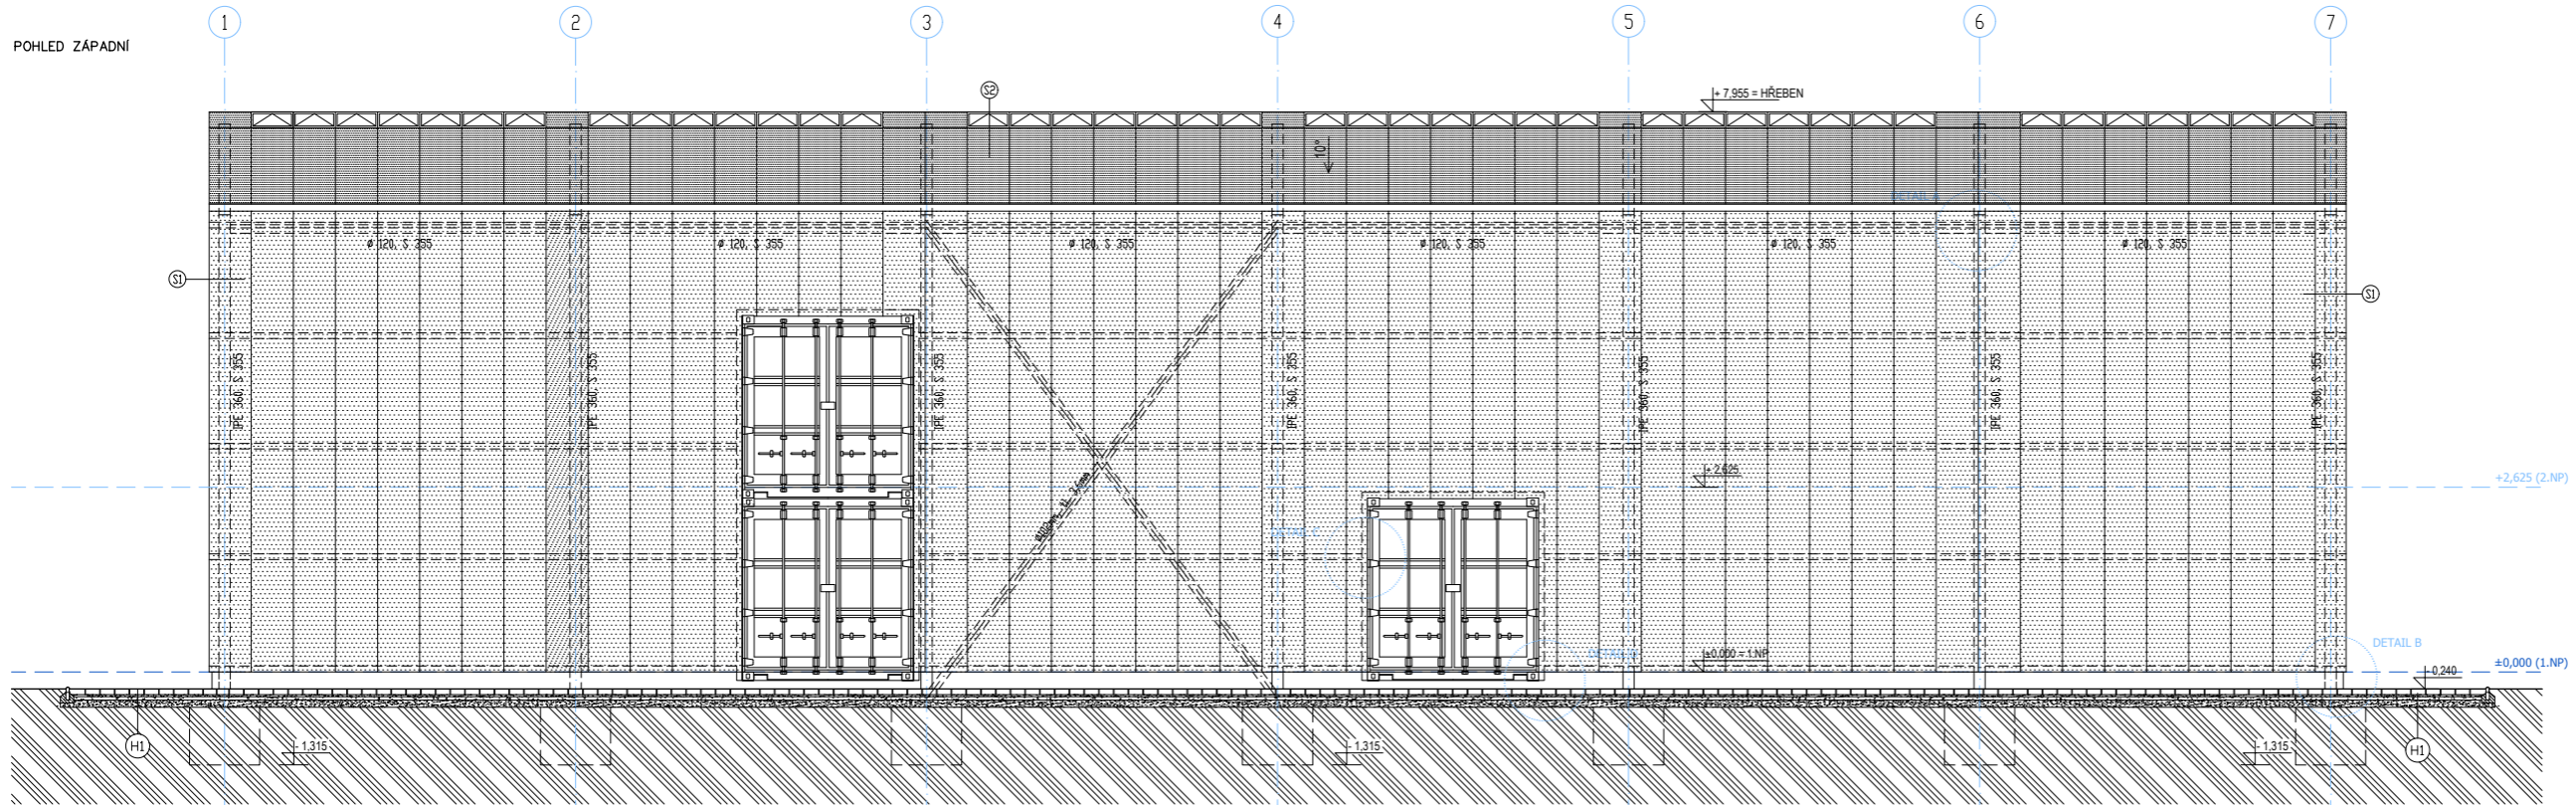 1 2 3 4 5 6 7
POHLED ZÁPADNÍ
S2
+ 7,955 = HŘEBEN
10°
DETAIL A
Ø 120, S 355 Ø 120, S 355 Ø 120, S 355 Ø 120, S 355 Ø 120, S 355 Ø 120, S 355
S1 S1
IPE 360, S 355 IPE 360, S 355 IPE 360, S 355 IPE 360, S 355 IPE 360, S 355 IPE 360, S 355 IPE 360, S 355
+ 2,625
+2,625 (2.NP)
DETAIL C
DETAIL B
±0,000 = 1.NP
±0,000 (1.NP)
- 0,240
H1 - 1,315 - 1,315 - 1,315 H1